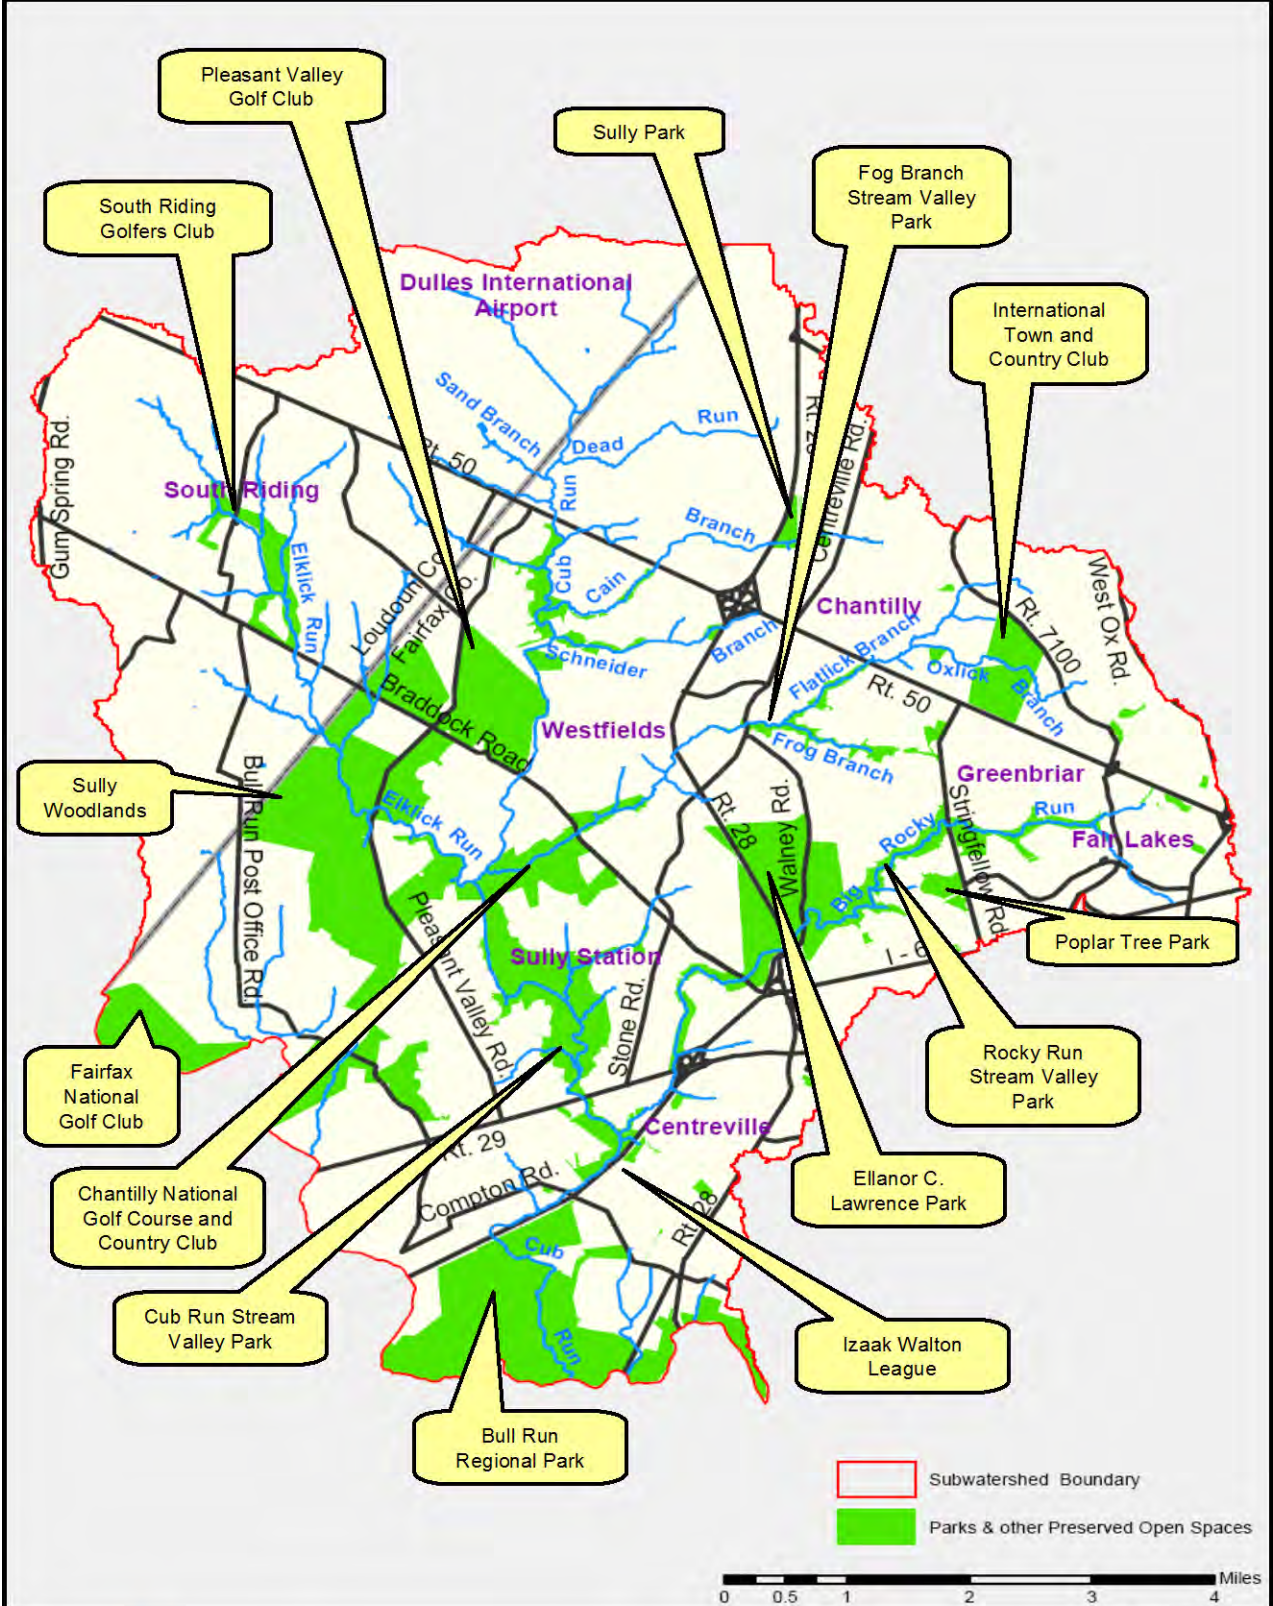 Pleasant Valley
Golf Club
Sully Park
Fog Branch
Stream Valley
Park
South Riding
Golfers Club
International
Town and
Country Club
Dulles International
Airport
Sand Branch
Dead
Run
Rt. 50
Run
Centreville Rd.
Gum Spring Rd.
South Riding
Branch
Elklick
Run
Cub
Cain
Loudoun Co.
Fairfax Co.
Chantilly
West Ox Rd.
Rt. 7100
Schneider
Branch
Flatlick Branch
Oxlick
Branch
Rt. 50
Braddock Road
Westfields
Frog Branch
Greenbriar
Sully
Woodlands
Bull Run Post Office Rd.
Elklick Run
Rt. 28
Walney Rd.
Stringfellow Rd.
Big
Rocky
Run
Fair Lakes
Pleasant Valley Rd.
Sully Station
Stone Rd.
Poplar Tree Park
Fairfax
National
Golf Club
Rocky Run
Stream Valley
Park
Centreville
Rt. 29
Compton Rd.
Rt. 28
Ellanor C.
Lawrence Park
Chantilly National
Golf Course and
Country Club
Cub
Run
Cub Run Stream
Valley Park
Izaak Walton
League
Bull Run
Regional Park
Subwatershed Boundary
Parks & other Preserved Open Spaces
Miles
0 0.5 1 2 3 4